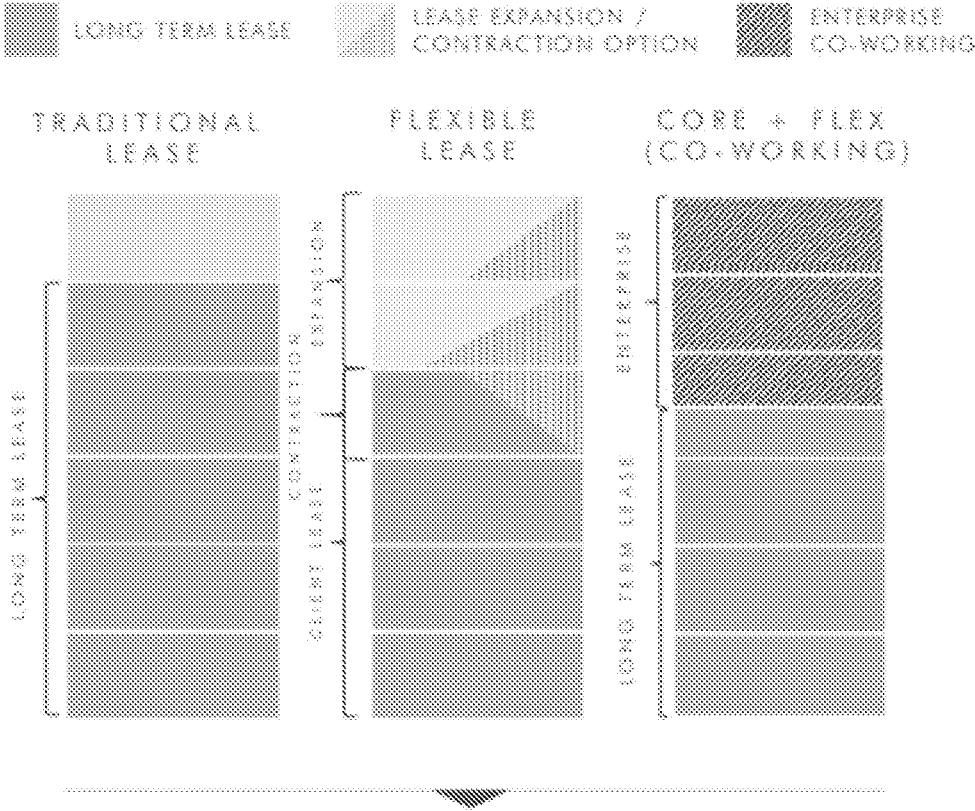 LONG TERM LEASE
LEASE EXPANSION /
CONTRACTION OPTION
ENTERPRISE
CO-WORKING
TRADITIONAL
LEASE
FLEXIBLE
LEASE
CORE + FLEX
(CO-WORKING)
LONG TERM LEASE
EXPANSION
CONTRACTION
CLIENT LEASE
ENTERPRISE
LONG TERM LEASE